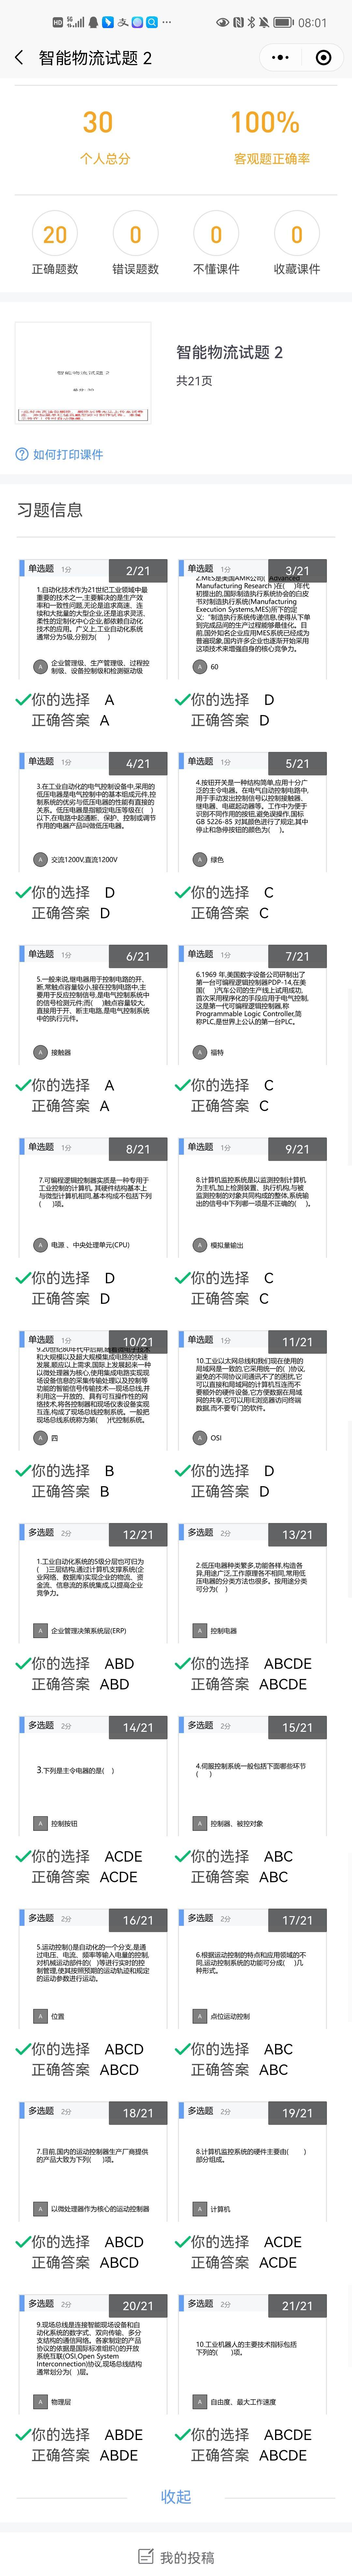 08:01
智能物流试题 2
30
100%
个人总分
客观题正确率
20
0
0
0
正确题数
错误题数
不懂课件
收藏课件
智能物流试题 2
智能物流试题 2
共21页
如何打印课件
习题信息
单选题 1分 2/21
1.自动化技术作为21世纪工业领域中最
重要的技术之一,主要解决的是生产效
率和一致性问题,无论是追求高速、连
续和大批量的大型企业,还是追求灵活、
柔性的定制化中心企业,都依赖自动化
技术的应用。广义上,工业自动化系统
通常分为5级,分别为( )
A 企业管理级、生产管理级、过程控
制级、设备控制级和检测驱动级
你的选择 A
正确答案 A
单选题 1分 3/21
2.MES是美国AMR公司( Advanced
Manufacturing Research )在( )年代
初提出的,国际制造执行系统协会的白皮
书对制造执行系统(Manufacturing
Execution Systems,MES)所下的定
义: “制造执行系统传递信息,使得从下单
到完成品间的生产过程能够最佳化。目
前,国外知名企业应用MES系统已经成为
普遍现象,国内许多企业也逐渐开始采用
这项技术来增强自身的核心竞争力。
A 60
你的选择 D
正确答案 D
单选题 1分 4/21
3.在工业自动化的电气控制设备中,采用的
低压电器是电气控制中的基本组成元件,控
制系统的优劣与低压电器的性能有直接的
关系。低压电器是指额定电压等级在( )
以下,在电路中起通断、保护、控制或调节
作用的电器产品叫做低压电器。
A 交流1200V,直流1200V
你的选择 D
正确答案 D
单选题 1分 5/21
4.按钮开关是一种结构简单,应用十分广
泛的主令电器。在电气自动控制电路中,
用于手动发出控制信号以控制接触器、
继电器、电磁起动器等。工作中为便于
识别不同作用的按钮,避免误操作,国标
GB 5226-85 对其颜色进行了规定,其中
停止和急停按钮的颜色为( )。
A 绿色
你的选择 C
正确答案 C
单选题 1分 6/21
5.一般来说,继电器用于控制电路的开、
断,常触点容量较小,接在控制电路中,主
要用于反应控制信号,是电气控制系统中
的信号检测元件;而( )触点容量较大,
直接用于开、断主电路,是电气控制系统
中的执行元件。
A 接触器
你的选择 A
正确答案 A
单选题 1分 7/21
6.1969 年,美国数字设备公司研制出了
第一台可编程逻辑控制器PDP-14,在美
国( )汽车公司的生产线上试用成功,
首次采用程序化的手段应用于电气控制,
这是第一代可编程逻辑控制器,称
Programmable Logic Controller,简
称PLC,是世界上公认的第一台PLC。
A 福特
你的选择 C
正确答案 C
单选题 1分 8/21
7.可编程逻辑控制器实质是一种专用于
工业控制的计算机, 其硬件结构基本上
与微型计算机相同,基本构成不包括下列
( )项。
A 电源 、中央处理单元(CPU)
你的选择 D
正确答案 D
单选题 1分 9/21
8.计算机监控系统是以监测控制计算机
为主机,加上检测装置、执行机构,与被
监测控制的对象共同构成的整体,系统输
出的信号中下列哪一项是不正确的( )。
A 模拟量输出
你的选择 C
正确答案 C
单选题 1分 10/21
9.20世纪80年代中后期,随着微电子技术
和大规模以及超大规模集成电路的快速
发展,顺应以上需求,国际上发展起来一种
以微处理器为核心,使用集成电路实现现
场设备信息的采集传输处理以及控制等
功能的智能信号传输技术—现场总线,并
利用这一开放的、具有可互操作性的网
络技术,将各控制器和现场仪表设备实现
互连,构成了现场总线控制系统。一般把
现场总线系统称为第( )代控制系统。
A 四
你的选择 B
正确答案 B
单选题 1分 11/21
10.工业以太网总线和我们现在使用的
局域网是一致的,它采用统一的( )协议,
避免的不同协议间通讯不了的困扰,它
可以直接和局域网的计算机互连而不
要额外的硬件设备,它方便数据在局域
网的共享,它可以用IE浏览器访问终端
数据,而不要专门的软件。
A OSI
你的选择 D
正确答案 D
多选题 2分 12/21
1.工业自动化系统的5级分层也可归为
( )三层结构,通过计算机支撑系统(企
业网络、数据库)实现企业的物流、资
金流、信息流的系统集成,以提高企业
竞争力。
A 企业管理决策系统层(ERP)
你的选择 ABD
正确答案 ABD
多选题 2分 13/21
2.低压电器种类繁多,功能各样,构造各
异,用途广泛,工作原理各不相同,常用低
压电器的分类方法也很多。按用途分类
可分为( )
A 控制电器
你的选择 ABCDE
正确答案 ABCDE
多选题 2分 14/21
3.下列是主令电器的是( )
A 控制按钮
你的选择 ACDE
正确答案 ACDE
多选题 2分 15/21
4.伺服控制系统一般包括下面哪些环节
( )
A 控制器、被控对象
你的选择 ABC
正确答案 ABC
多选题 2分 16/21
5.运动控制()是自动化的一个分支,是通
过电压、电流、频率等输入电量的控制,
对机械运动部件的( )等进行实时的控
制管理,使其按照预期的运动轨迹和规定
的运动参数进行运动。
A 位置
你的选择 ABCD
正确答案 ABCD
多选题 2分 17/21
6.根据运动控制的特点和应用领域的不
同,运动控制系统的功能可分成( )几
种形式。
A 点位运动控制
你的选择 ABC
正确答案 ABC
多选题 2分 18/21
7.目前,国内的运动控制器生产厂商提供
的产品大致为下列( )项。
A 以微处理器作为核心的运动控制器
你的选择 ABCD
正确答案 ABCD
多选题 2分 19/21
8.计算机监控系统的硬件主要由( )
部分组成。
A 计算机
你的选择 ACDE
正确答案 ACDE
多选题 2分 20/21
9.现场总线是连接智能现场设备和自
动化系统的数字式、双向传输、多分
支结构的通信网络。各家制定的产品
协议的依据是国际标准组织()的开放
系统互联(OSI,Open System
Interconnection)协议,现场总线结构
通常划分为( )层。
A 物理层
你的选择 ABDE
正确答案 ABDE
多选题 2分 21/21
10.工业机器人的主要技术指标包括
下列的( )项。
A 自由度、最大工作速度
你的选择 ABCDE
正确答案 ABCDE
收起
我的投稿